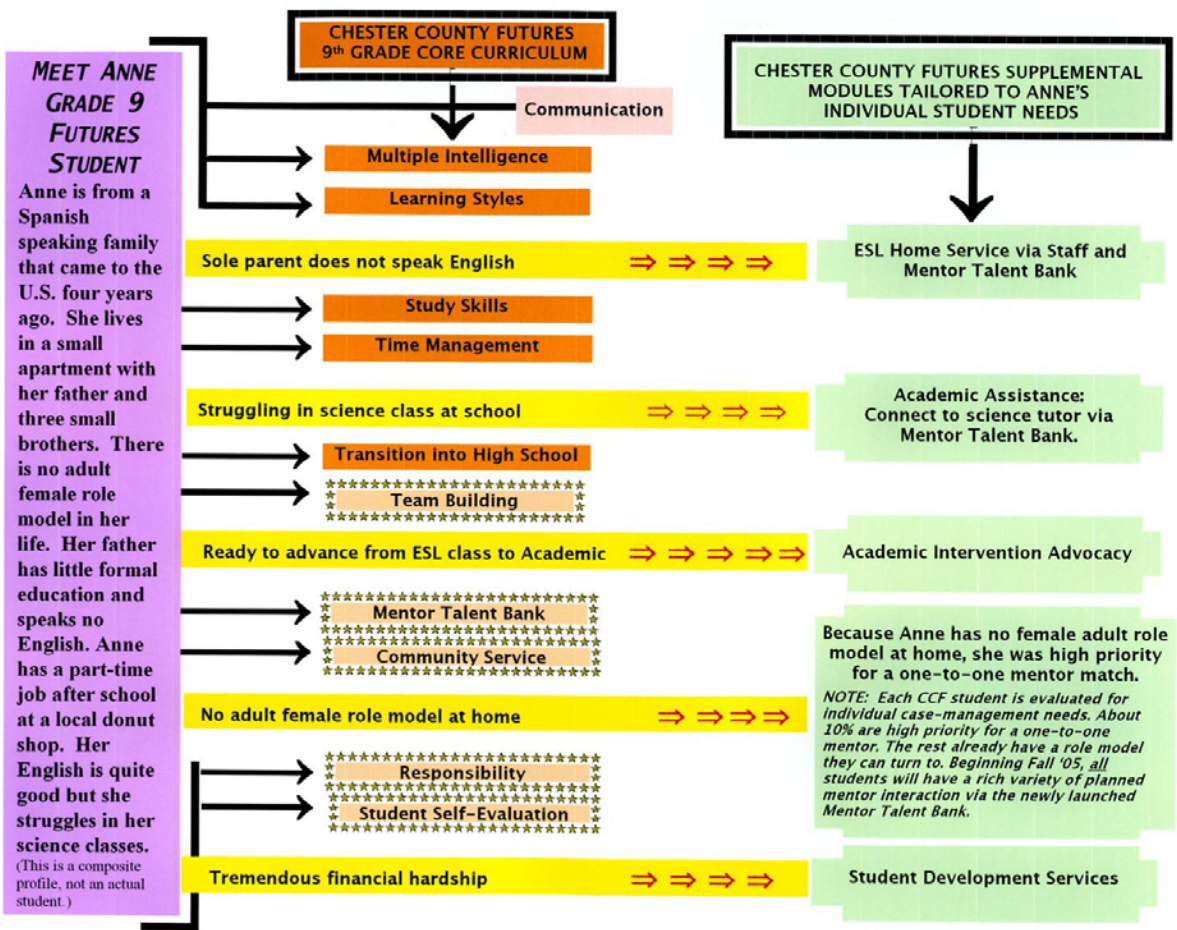 MEET ANNE
GRADE 9
FUTURES
STUDENT
Anne is from a
Spanish
speaking family
that came to the
U.S. four years
ago. She lives
in a small
apartment with
her father and
three small
brothers. There
is no adult
female role
model in her
life. Her father
has little formal
education and
speaks no
English. Anne
has a part-time
job after school
at a local donut
shop. Her
English is quite
good but she
struggles in her
science classes.
(This is a composite
profile, not an actual
student.)
CHESTER COUNTY FUTURES
9th GRADE CORE CURRICULUM
Communication
Multiple Intelligence
Learning Styles
Sole parent does not speak English
Study Skills
Time Management
Struggling in science class at school
Transition into High School
Team Building
Ready to advance from ESL class to Academic
Mentor Talent Bank
Community Service
No adult female role model at home
Responsibility
Student Self-Evaluation
Tremendous financial hardship
CHESTER COUNTY FUTURES SUPPLEMENTAL
MODULES TAILORED TO ANNE'S
INDIVIDUAL STUDENT NEEDS
ESL Home Service via Staff and
Mentor Talent Bank
Academic Assistance:
Connect to science tutor via
Mentor Talent Bank.
Academic Intervention Advocacy
Because Anne has no female adult role
model at home, she was high priority
for a one-to-one mentor match.
NOTE: Each CCF student is evaluated for
individual case-management needs. About
10% are high priority for a one-to-one
mentor. The rest already have a role model
they can turn to. Beginning Fall '05, all
students will have a rich variety of planned
mentor interaction via the newly launched
Mentor Talent Bank.
Student Development Services